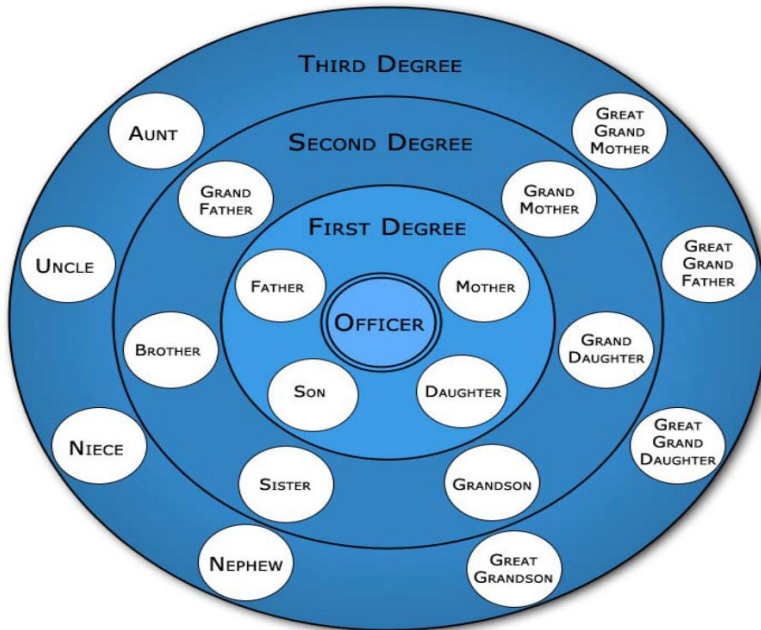 THIRD DEGREE
AUNT
GREAT
GRAND
MOTHER
SECOND DEGREE
GRAND
FATHER
GRAND
MOTHER
FIRST DEGREE
UNCLE
GREAT
GRAND
FATHER
FATHER
MOTHER
OFFICER
BROTHER
GRAND
DAUGHTER
SON
DAUGHTER
NIECE
GREAT
GRAND
DAUGHTER
SISTER
GRANDSON
NEPHEW
GREAT
GRANDSON